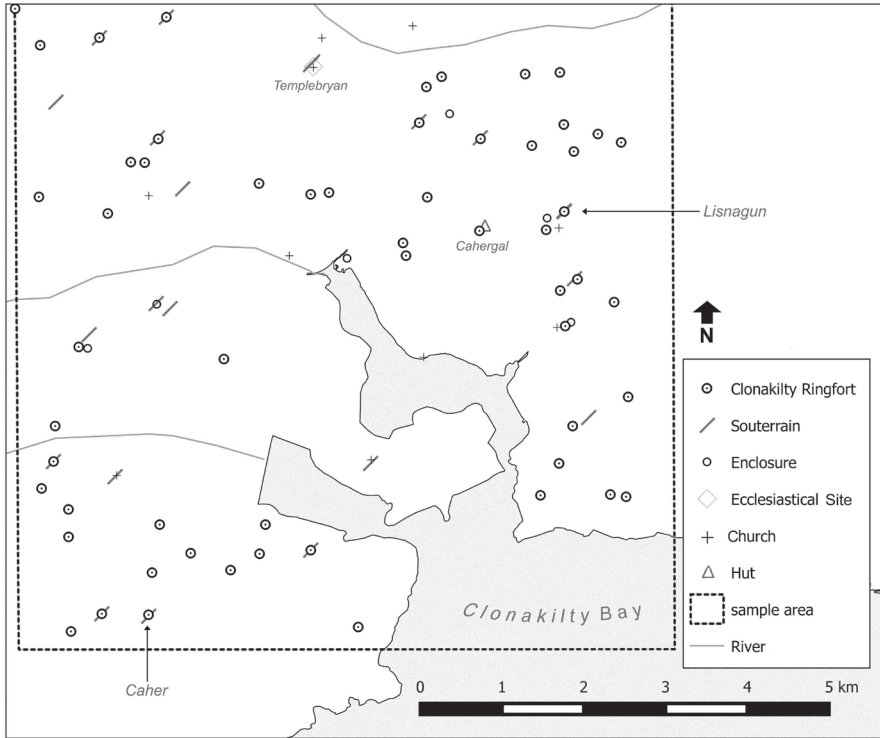 Templebryan
Lisnagun
Cahergal
N
Clonakilty Ringfort
Souterrain
Enclosure
Ecclesiastical Site
Church
Hut
sample area
River
Clonakilty Bay
Caher
0 1 2 3 4 5 km